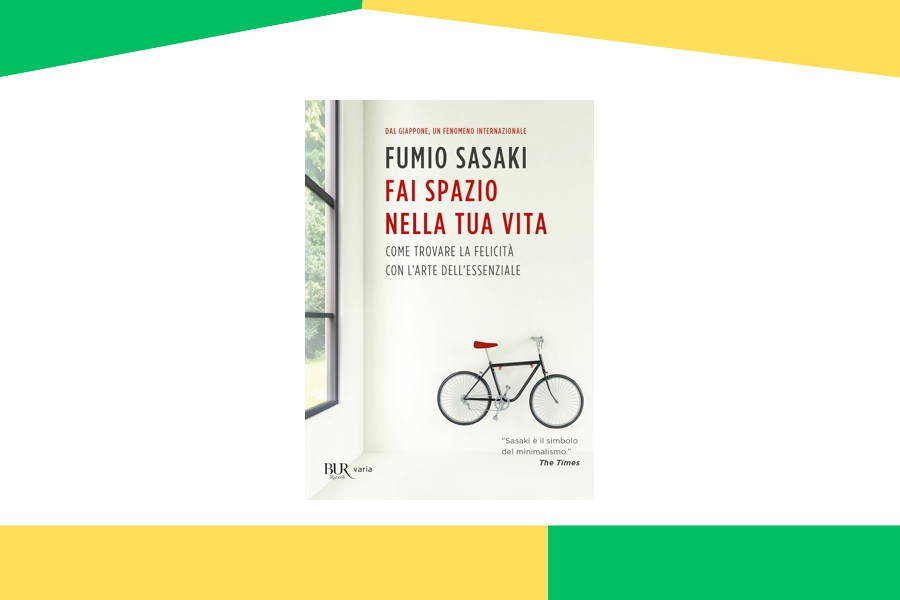 DAL GIAPPONE, UN FENOMENO INTERNAZIONALE
FUMIO SASAKI
FAI SPAZIO
NELLA TUA VITA
COME TROVARE LA FELICITÀ
CON L'ARTE DELL'ESSENZIALE
"Sasaki è il simbolo
del minimalismo."
The Times
BUR varia
Rizzoli